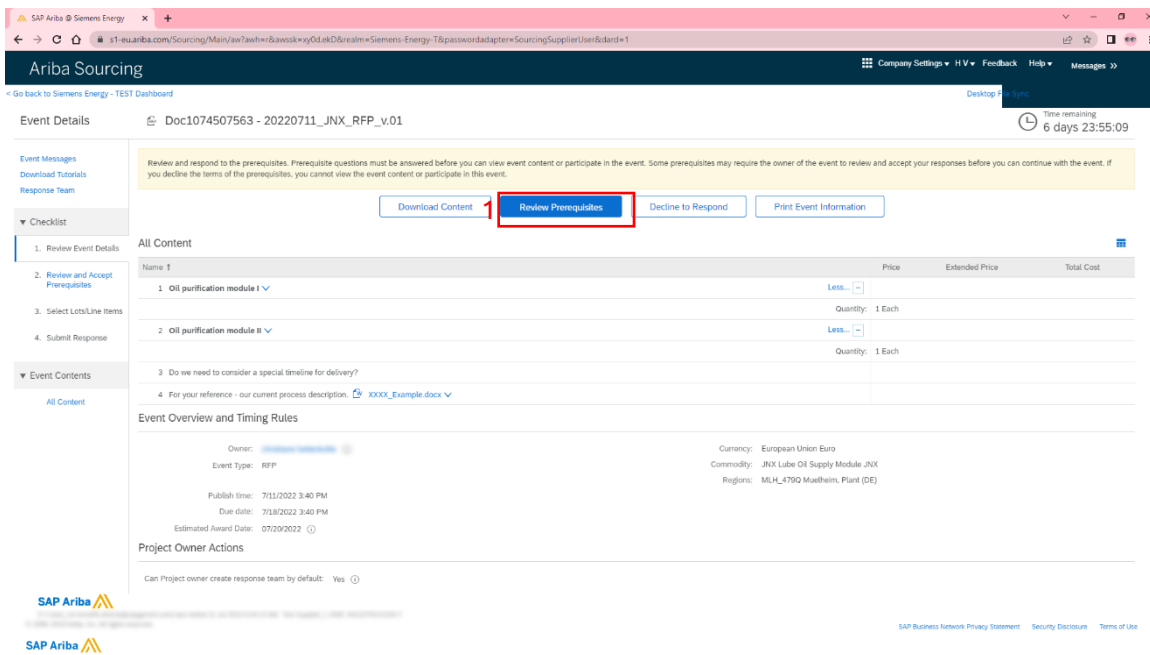 SAP Ariba @ Siemens Energy
s1-eu.ariba.com/Sourcing/Main/aw?awh=r&awssk=xy0d.ekD&realm=Siemens-Energy-T&passwordadapter=SourcingSupplierUser&dard=1
Ariba Sourcing
Company Settings H V Feedback Help Messages >>
< Go back to Siemens Energy - TEST Dashboard
Desktop File Sync
Event Details
Doc1074507563 - 20220711_JNX_RFP_v.01
Time remaining
6 days 23:55:09
Event Messages
Download Tutorials
Response Team
Review and respond to the prerequisites. Prerequisite questions must be answered before you can view event content or participate in the event. Some prerequisites may require the owner of the event to review and accept your responses before you can continue with the event. If
you decline the terms of the prerequisites, you cannot view the event content or participate in this event.
Download Content 1 Review Prerequisites Decline to Respond Print Event Information
▼ Checklist
1. Review Event Details
2. Review and Accept
Prerequisites
3. Select Lots/Line Items
4. Submit Response
▼ Event Contents
All Content
All Content
Name ↑ Price Extended Price Total Cost
1 Oil purification module I Less... −
Quantity: 1 Each
2 Oil purification module II Less... −
Quantity: 1 Each
3 Do we need to consider a special timeline for delivery?
4 For your reference - our current process description. XXXX_Example.docx
Event Overview and Timing Rules
Owner:
Event Type: RFP
Publish time: 7/11/2022 3:40 PM
Due date: 7/18/2022 3:40 PM
Estimated Award Date: 07/20/2022
Currency: European Union Euro
Commodity: JNX Lube Oil Supply Module JNX
Regions: MLH_479Q Muelheim, Plant (DE)
Project Owner Actions
Can Project owner create response team by default: Yes
SAP Ariba
SAP Business Network Privacy Statement Security Disclosure Terms of Use
SAP Ariba